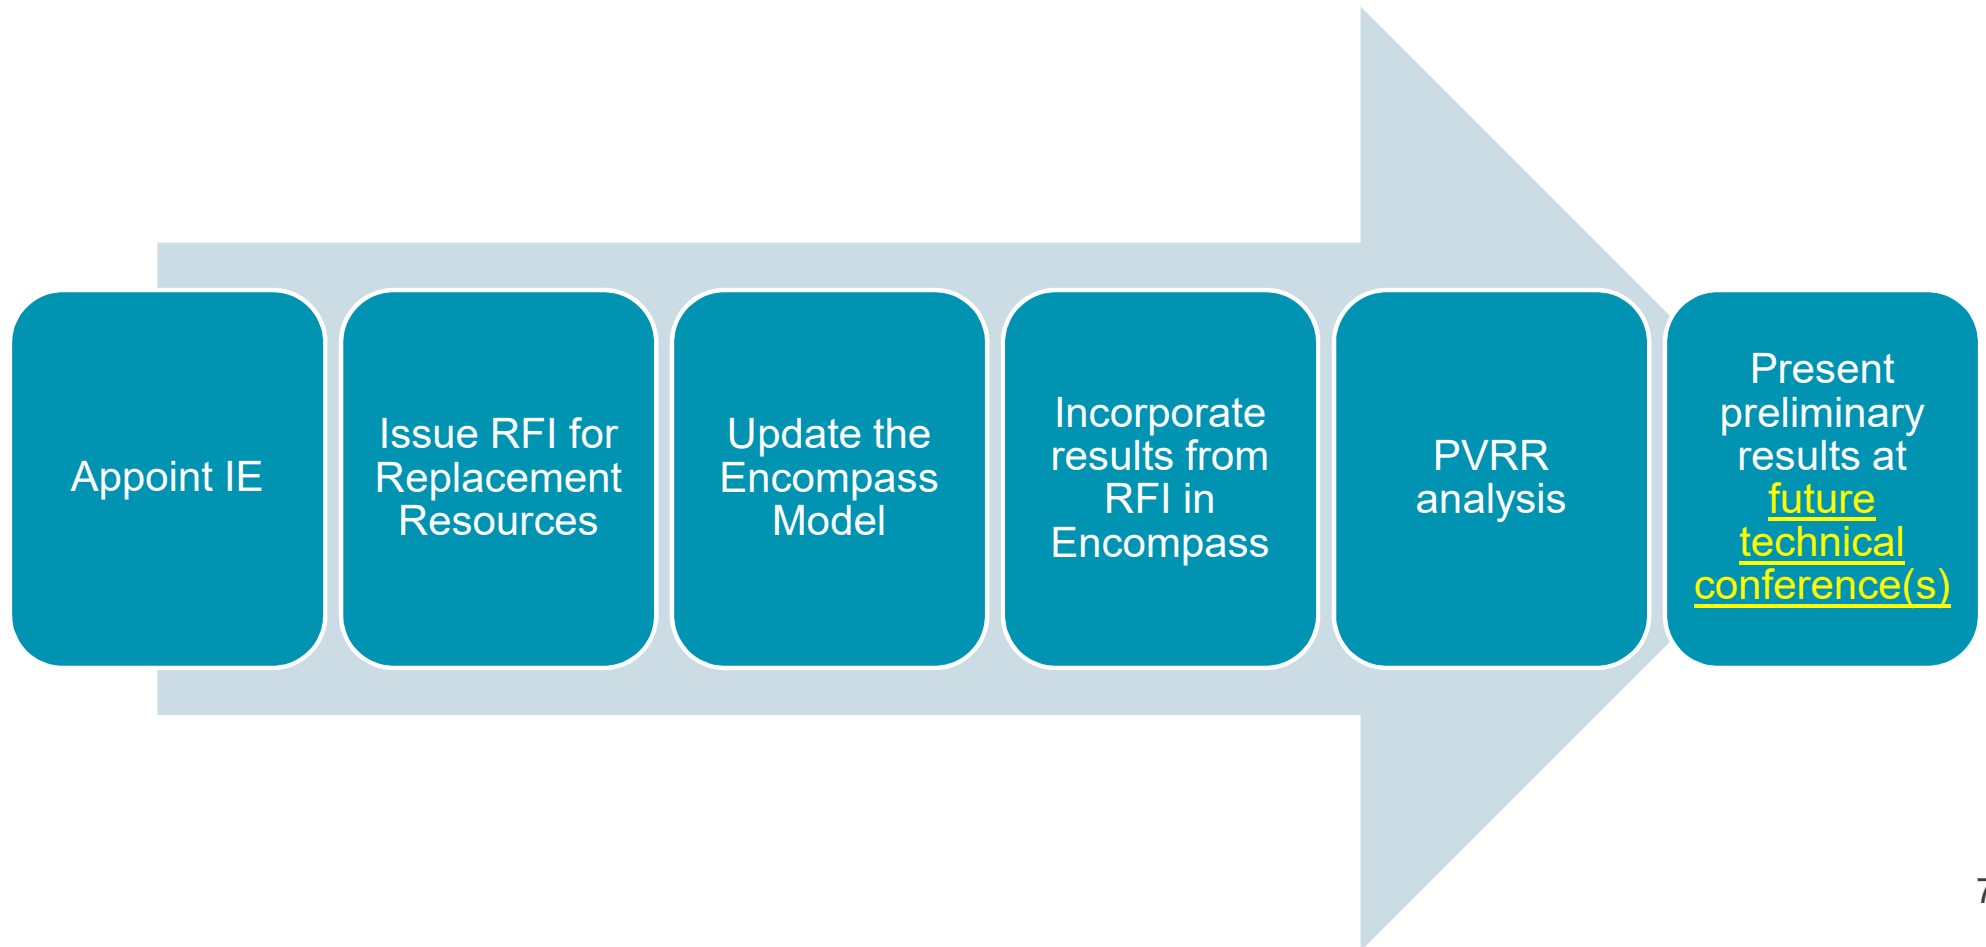 Appoint IE
Issue RFI for
Replacement
Resources
Update the
Encompass
Model
Incorporate
results from
RFI in
Encompass
PVRR
analysis
Present
preliminary
results at
future
technical
conference(s)
7